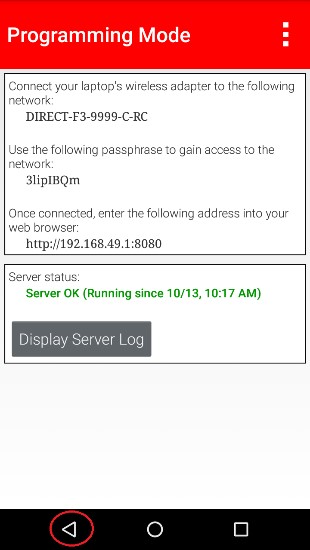 Programming Mode
Connect your laptop's wireless adapter to the following
network:
DIRECT-F3-9999-C-RC
Use the following passphrase to gain access to the
network:
3lipIBQm
Once connected, enter the following address into your
web browser:
http://192.168.49.1:8080
Server status:
Server OK (Running since 10/13, 10:17 AM)
Display Server Log